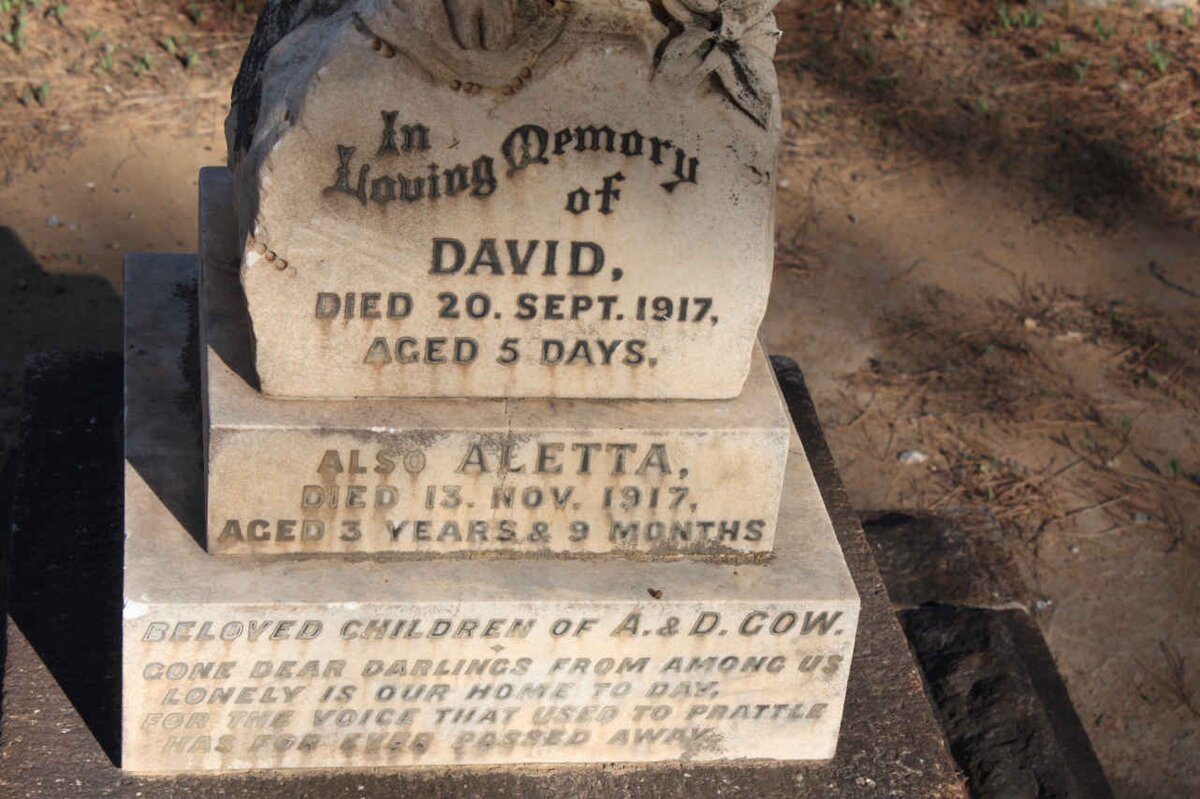 In
Loving Memory
of
DAVID,
DIED 20. SEPT. 1917,
AGED 5 DAYS.
ALSO ALETTA,
DIED 13. NOV. 1917,
AGED 3 YEARS & 9 MONTHS
BELOVED CHILDREN OF A. & D. GOW.
GONE DEAR DARLINGS FROM AMONG US
LONELY IS OUR HOME TO DAY,
FOR THE VOICE THAT USED TO PRATTLE
HAS FOR EVER PASSED AWAY.